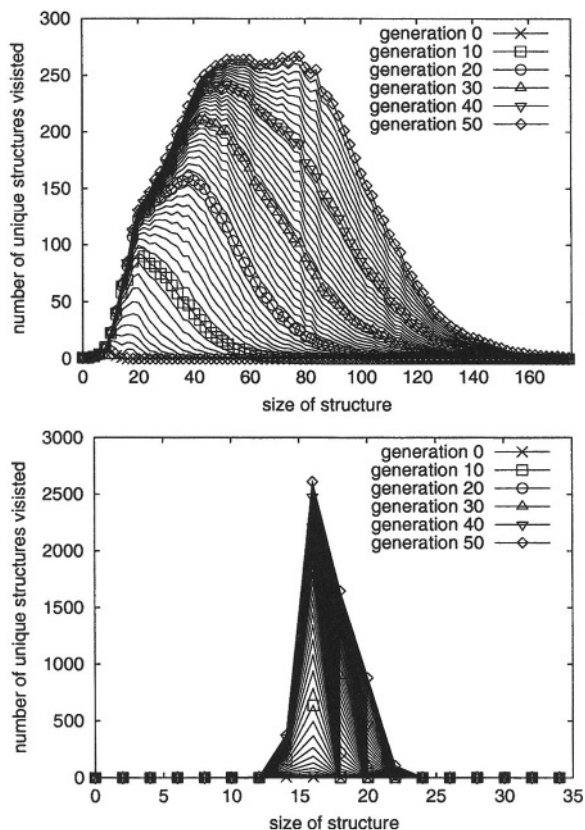 300
250
200
150
100
50
0
number of unique structures visisted
generation 0
generation 10
generation 20
generation 30
generation 40
generation 50
0 20 40 60 80 100 120 140 160
size of structure
3000
2500
2000
1500
1000
500
0
number of unique structures visisted
generation 0
generation 10
generation 20
generation 30
generation 40
generation 50
0 5 10 15 20 25 30 35
size of structure